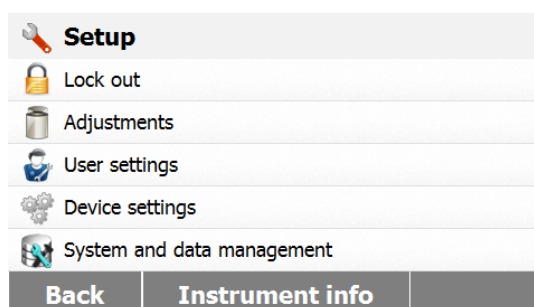 Setup
Lock out
Adjustments
User settings
Device settings
System and data management
Back Instrument info